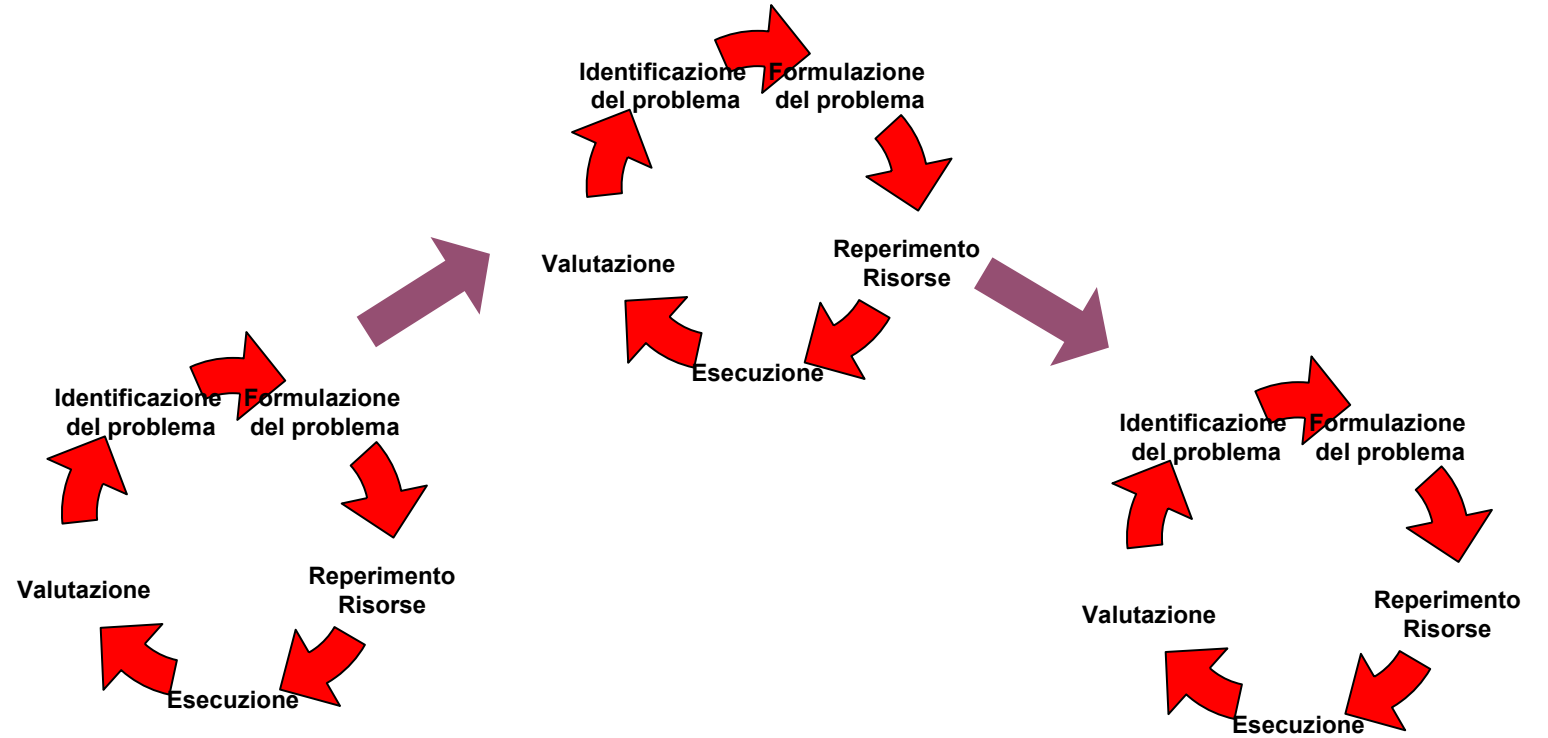 Identificazione
del problema
Formulazione
del problema
Reperimento
Risorse
Esecuzione
Valutazione
Identificazione
del problema
Formulazione
del problema
Reperimento
Risorse
Esecuzione
Valutazione
Identificazione
del problema
Formulazione
del problema
Reperimento
Risorse
Esecuzione
Valutazione